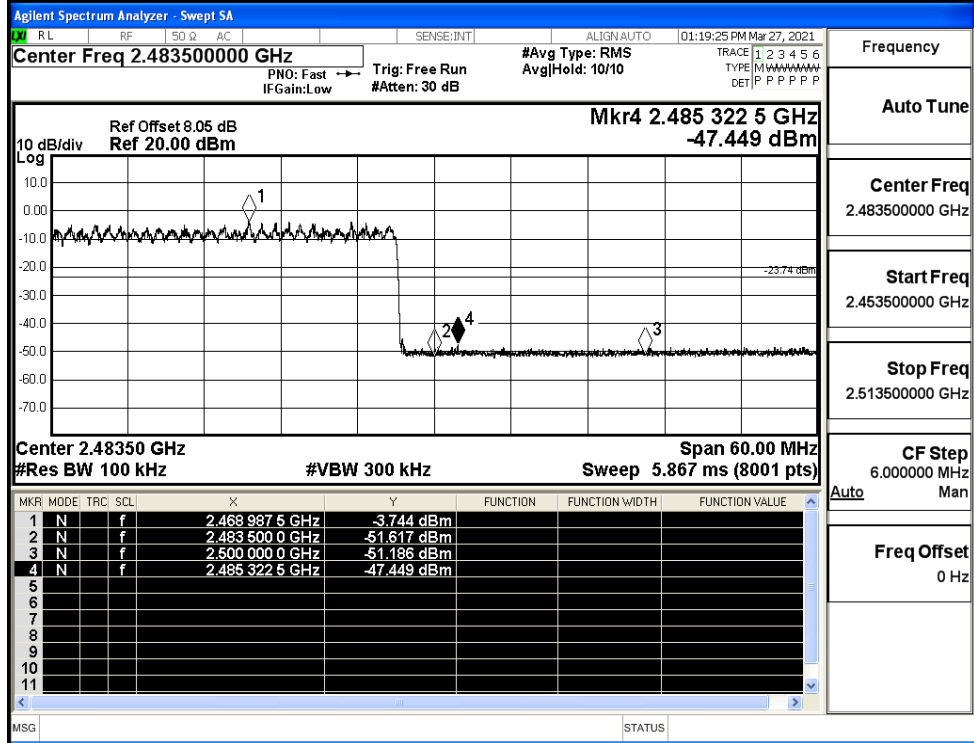 Agilent Spectrum Analyzer - Swept SA
LXI RL RF 50 Ω AC SENSE:INT ALIGN AUTO 01:19:25 PM Mar 27, 2021
Center Freq 2.483500000 GHz
PNO: Fast
IFGain:Low
Trig: Free Run
#Atten: 30 dB
#Avg Type: RMS
Avg|Hold: 10/10
TRACE 1 2 3 4 5 6
TYPE M WWWWW
DET P P P P P P
Frequency
Auto Tune
Center Freq
2.483500000 GHz
Start Freq
2.453500000 GHz
Stop Freq
2.513500000 GHz
CF Step
6.000000 MHz
Auto Man
Freq Offset
0 Hz
Mkr4 2.485 322 5 GHz
-47.449 dBm
Ref Offset 8.05 dB
10 dB/div Ref 20.00 dBm
Log
10.0
0.00
-10.0
-20.0
-30.0
-40.0
-50.0
-60.0
-70.0
1
2
4
3
-23.74 dBm
Center 2.48350 GHz Span 60.00 MHz
#Res BW 100 kHz #VBW 300 kHz Sweep 5.867 ms (8001 pts)
MKR MODE TRC SCL X Y FUNCTION FUNCTION WIDTH FUNCTION VALUE
1 N f 2.468 987 5 GHz -3.744 dBm
2 N f 2.483 500 0 GHz -51.617 dBm
3 N f 2.500 000 0 GHz -51.186 dBm
4 N f 2.485 322 5 GHz -47.449 dBm
5
6
7
8
9
10
11
MSG STATUS